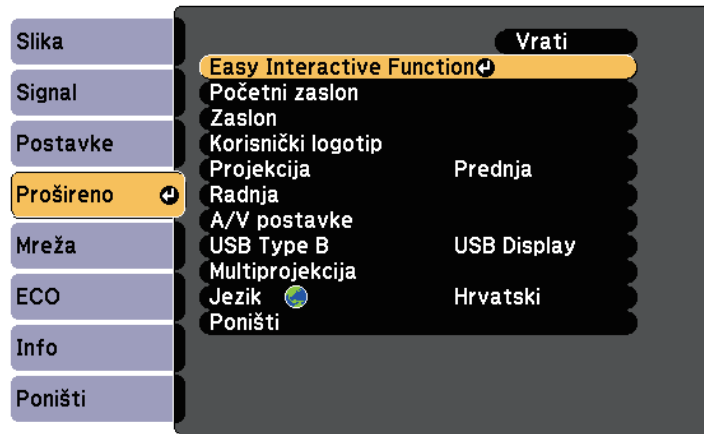 Slika
Signal
Postavke
Prošireno
Mreža
ECO
Info
Poništi
Vrati
Easy Interactive Function
Početni zaslon
Zaslon
Korisnički logotip
Projekcija Prednja
Radnja
A/V postavke
USB Type B USB Display
Multiprojekcija
Jezik Hrvatski
Poništi